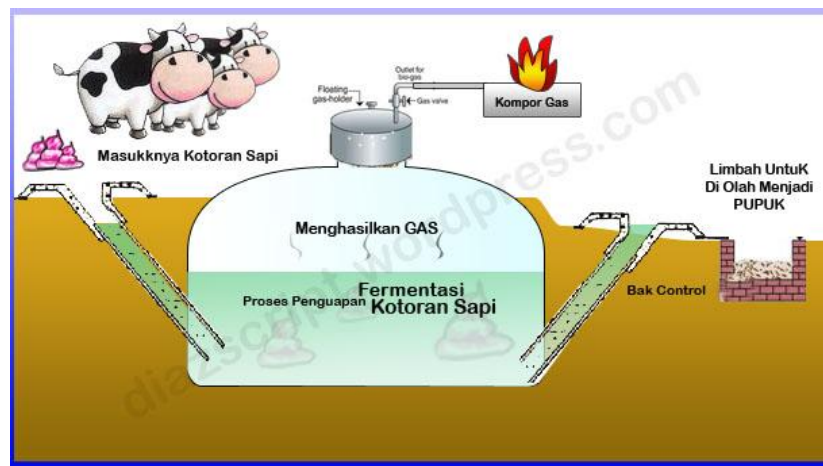 Outlet for
bio-gas
Floating
gas-holder
Gas valve
Kompor Gas
Masukknya Kotoran Sapi
Limbah UntuK
Di Olah Menjadi
PUPUK
Menghasilkan GAS
Fermentasi
Proses Penguapan
Kotoran Sapi
Bak Control
diazscript.wordpress.com